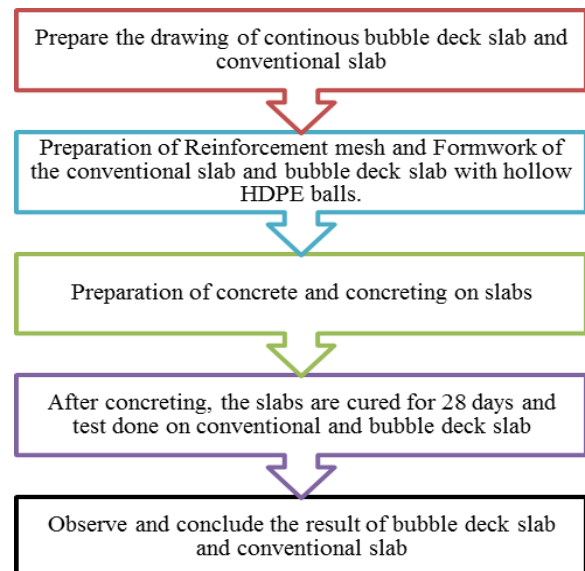 Prepare the drawing of continous bubble deck slab and
conventional slab
Preparation of Reinforcement mesh and Formwork of
the conventional slab and bubble deck slab with hollow
HDPE balls.
Preparation of concrete and concreting on slabs
After concreting, the slabs are cured for 28 days and
test done on conventional and bubble deck slab
Observe and conclude the result of bubble deck slab
and conventional slab